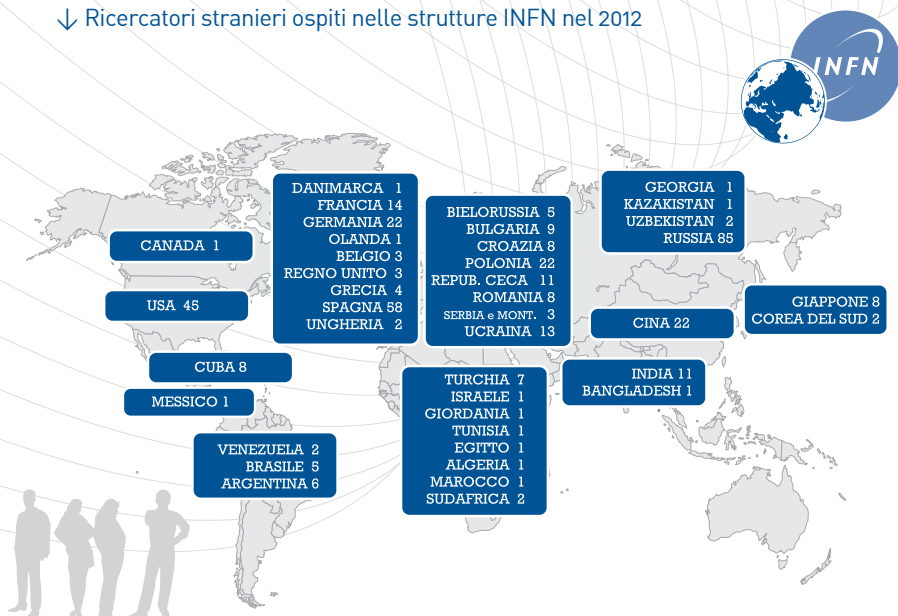 ↓ Ricercatori stranieri ospiti nelle strutture INFN nel 2012
INFN
CANADA 1
USA 45
CUBA 8
MESSICO 1
VENEZUELA 2
BRASILE 5
ARGENTINA 6
DANIMARCA 1
FRANCIA 14
GERMANIA 22
OLANDA 1
BELGIO 3
REGNO UNITO 3
GRECIA 4
SPAGNA 58
UNGHERIA 2
BIELORUSSIA 5
BULGARIA 9
CROAZIA 8
POLONIA 22
REPUB. CECA 11
ROMANIA 8
SERBIA e MONT. 3
UCRAINA 13
TURCHIA 7
ISRAELE 1
GIORDANIA 1
TUNISIA 1
EGITTO 1
ALGERIA 1
MAROCCO 1
SUDAFRICA 2
GEORGIA 1
KAZAKISTAN 1
UZBEKISTAN 2
RUSSIA 85
CINA 22
INDIA 11
BANGLADESH 1
GIAPPONE 8
COREA DEL SUD 2